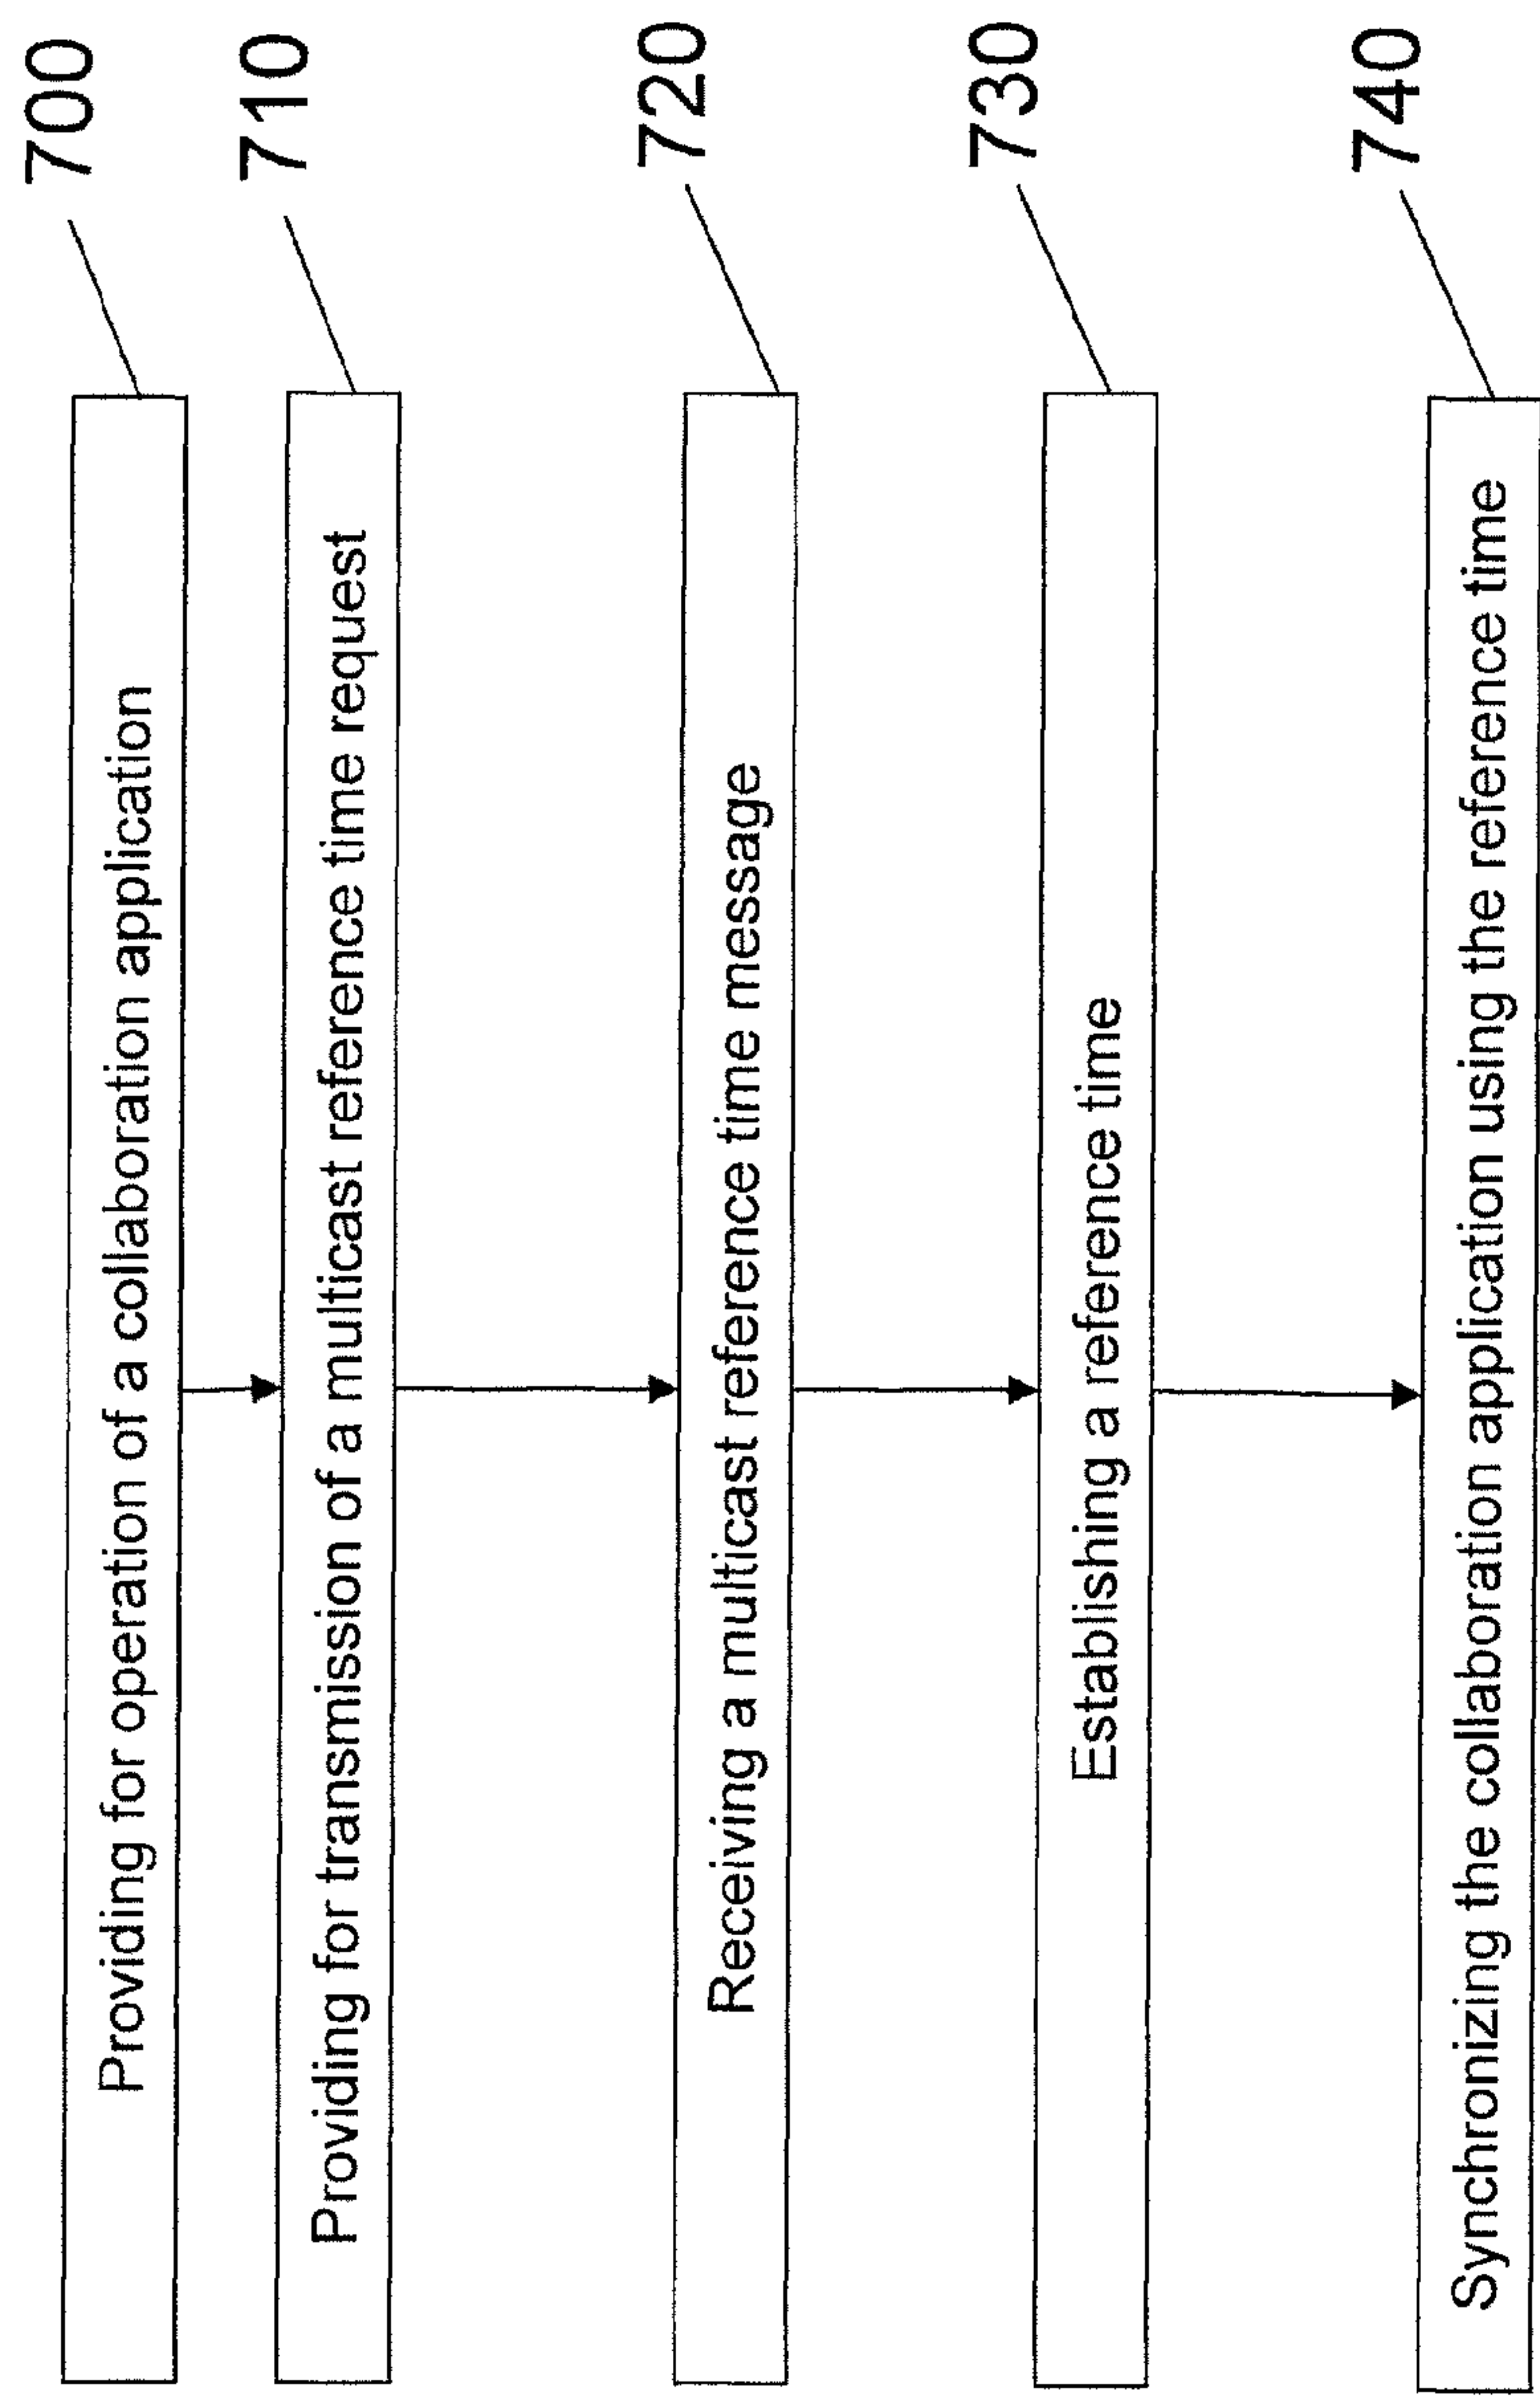 700
Providing for operation of a collaboration application
710
Providing for transmission of a multicast reference time request
720
Receiving a multicast reference time message
730
Establishing a reference time
740
Synchronizing the collaboration application using the reference time